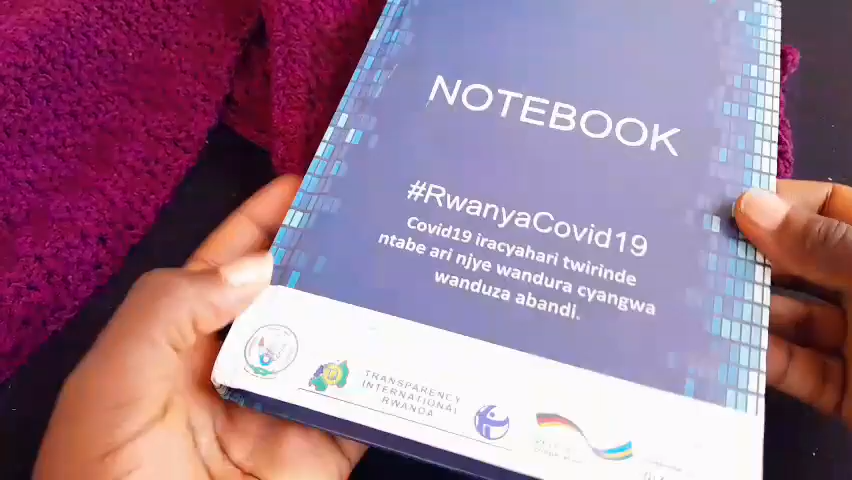 NOTEBOOK
#RwanyaCovid19
Covid19 iracyahari twirinde
ntabe ari njye wandura cyangwa
wanduza abandi.
TRANSPARENCY
INTERNATIONAL
RWANDA